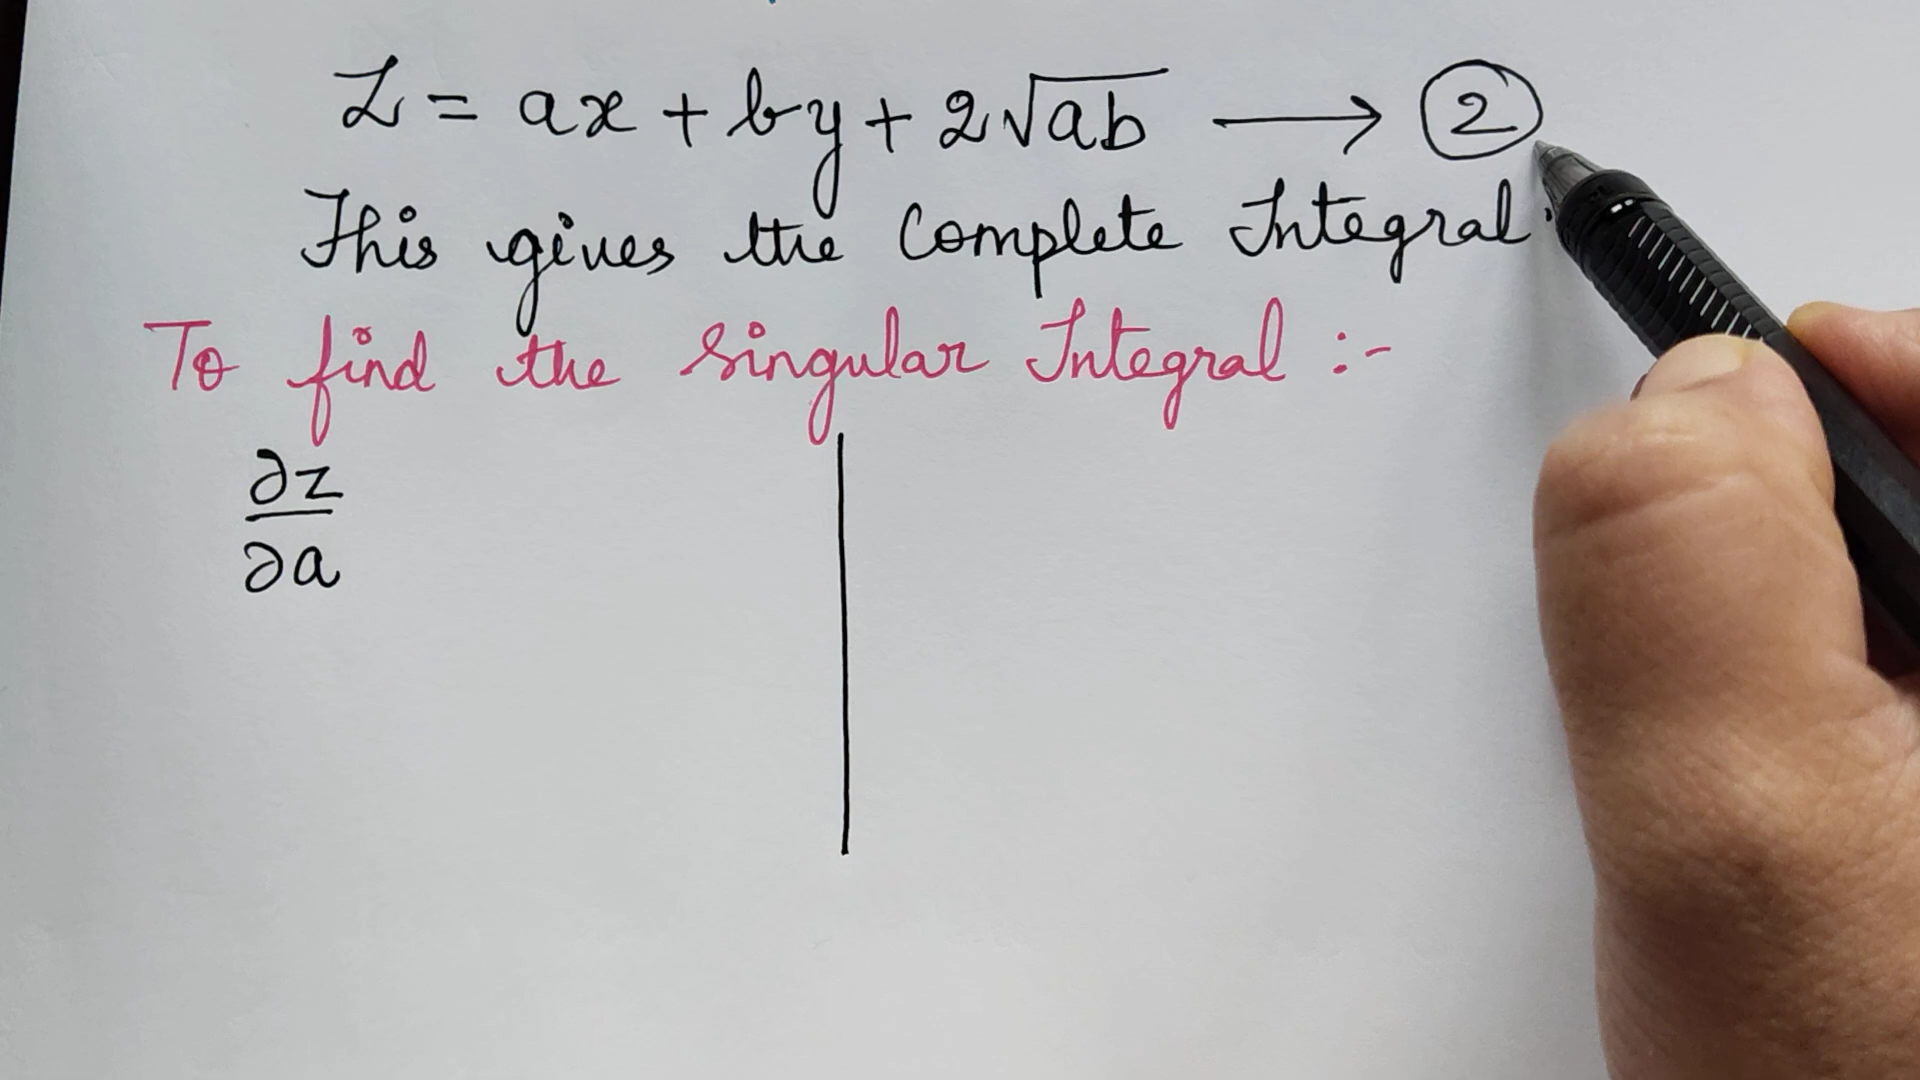 Z = ax + by + 2√ab ⟶ ②
This gives the Complete Integral.
To find the Singular Integral :-
∂z
∂a